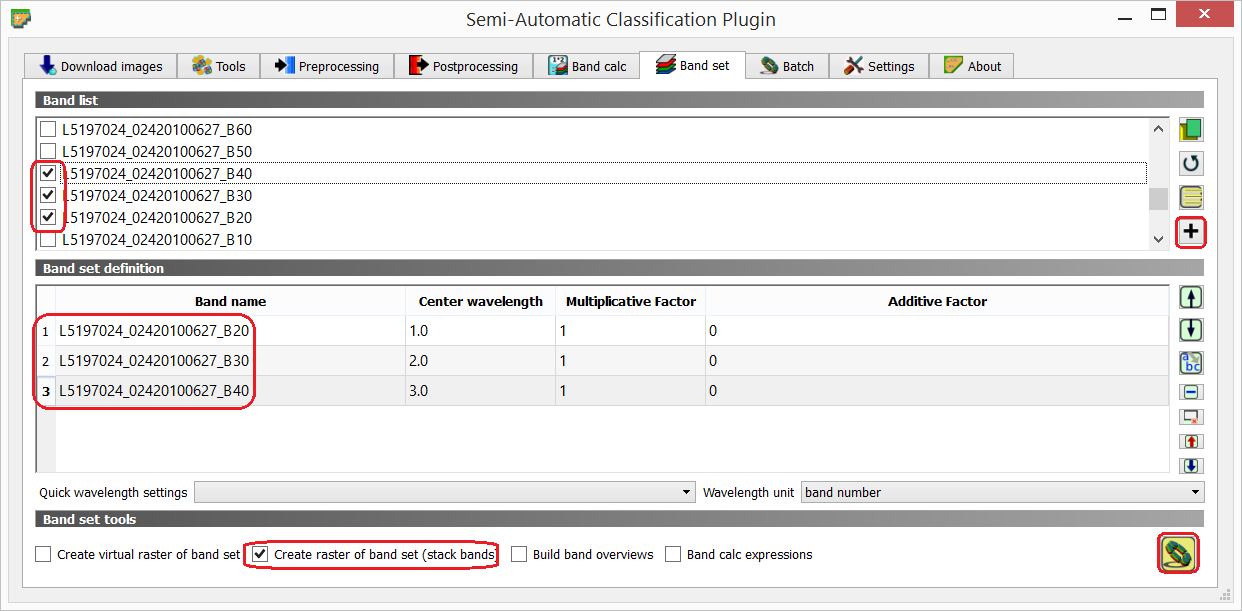 Semi-Automatic Classification Plugin
Download images Tools Preprocessing Postprocessing Band calc Band set Batch Settings About
Band list
L5197024_02420100627_B60
L5197024_02420100627_B50
L5197024_02420100627_B40
L5197024_02420100627_B30
L5197024_02420100627_B20
L5197024_02420100627_B10
Band set definition
Band name Center wavelength Multiplicative Factor Additive Factor
1 L5197024_02420100627_B20 1.0 1 0
2 L5197024_02420100627_B30 2.0 1 0
3 L5197024_02420100627_B40 3.0 1 0
Quick wavelength settings Wavelength unit band number
Band set tools
Create virtual raster of band set Create raster of band set (stack bands) Build band overviews Band calc expressions